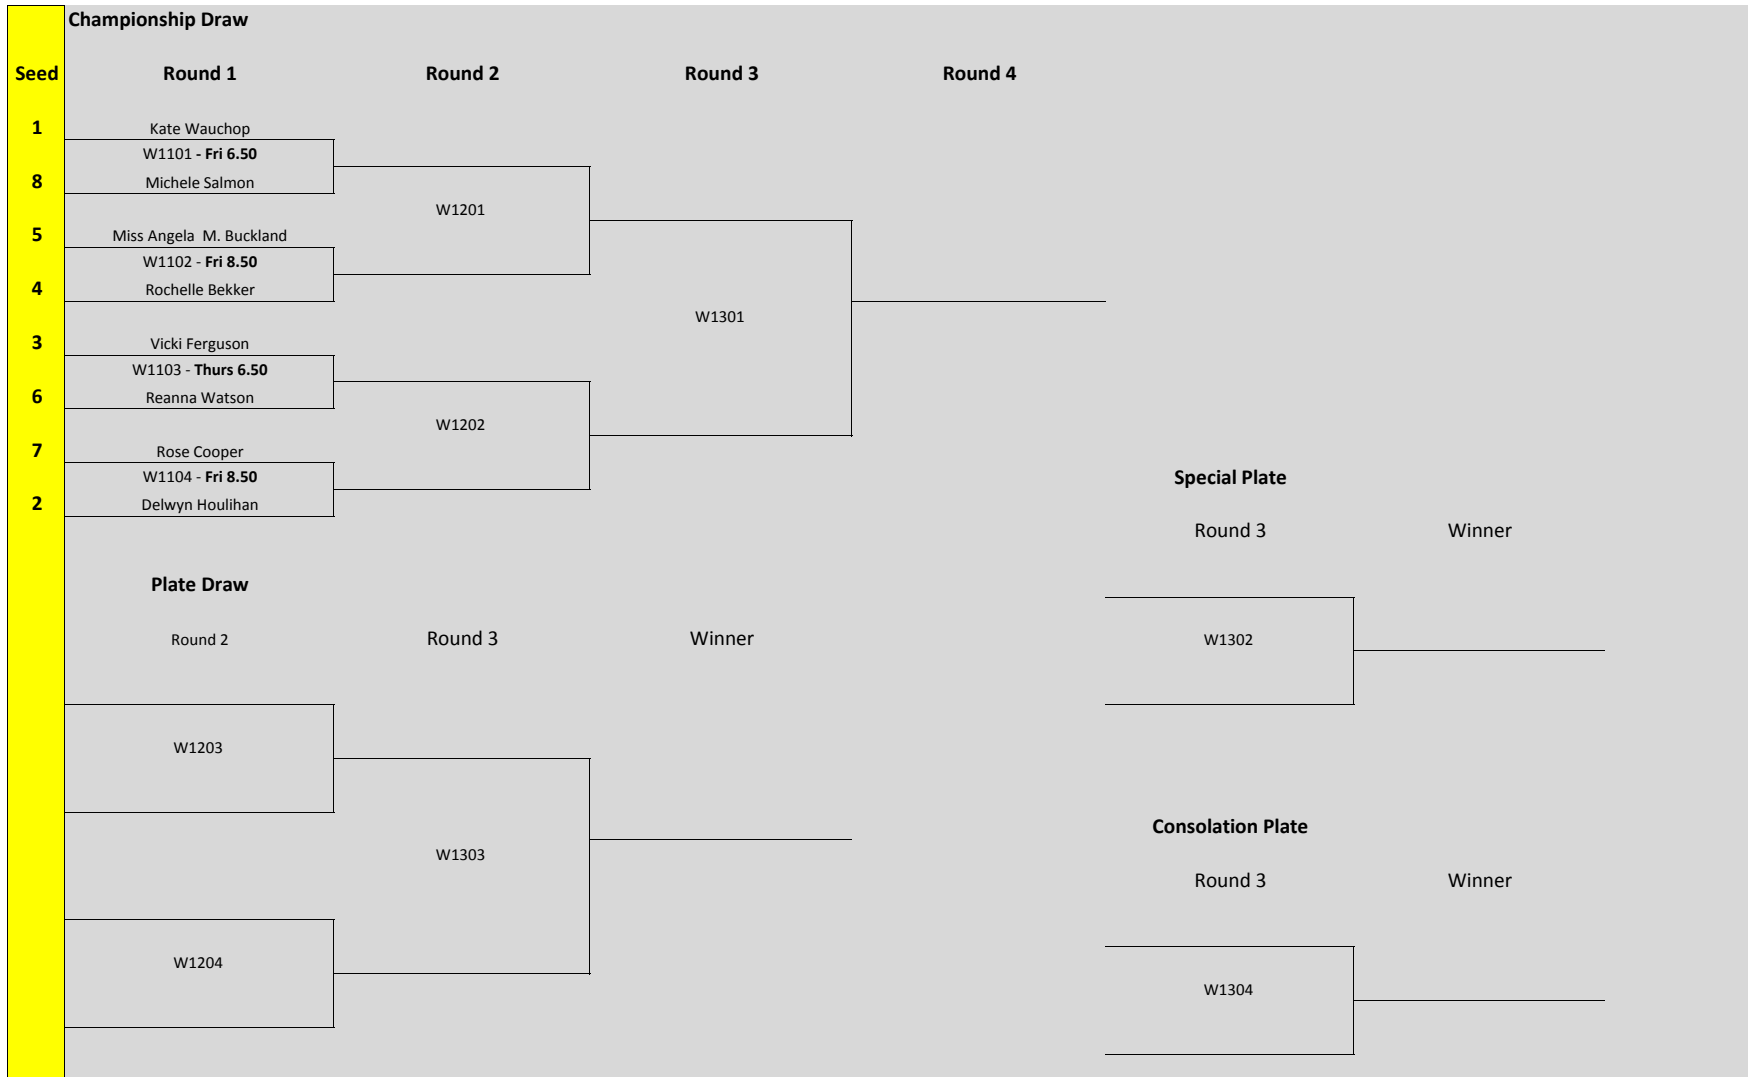 Championship Draw
Seed Round 1 Round 2 Round 3 Round 4
1 Kate Wauchop
W1101 - Fri 6.50
8 Michele Salmon
W1201
5 Miss Angela M. Buckland
W1102 - Fri 8.50
4 Rochelle Bekker
W1301
3 Vicki Ferguson
W1103 - Thurs 6.50
6 Reanna Watson
W1202
7 Rose Cooper
W1104 - Fri 8.50
Special Plate
2 Delwyn Houlihan
Round 3 Winner
Plate Draw
Round 2 Round 3 Winner
W1302
W1203
Consolation Plate
W1303
Round 3 Winner
W1204
W1304